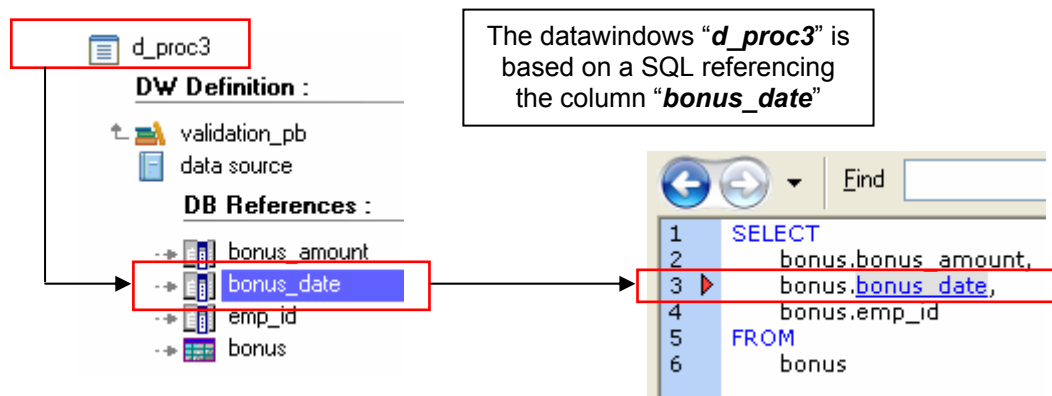 d_proc3
DW Definition :
validation_pb
data source
DB References :
bonus_amount
bonus_date
emp_id
bonus
The datawindows “d_proc3” is
based on a SQL referencing
the column “bonus_date”
Find
1 SELECT
2 bonus.bonus_amount,
3 bonus.bonus_date,
4 bonus.emp_id
5 FROM
6 bonus